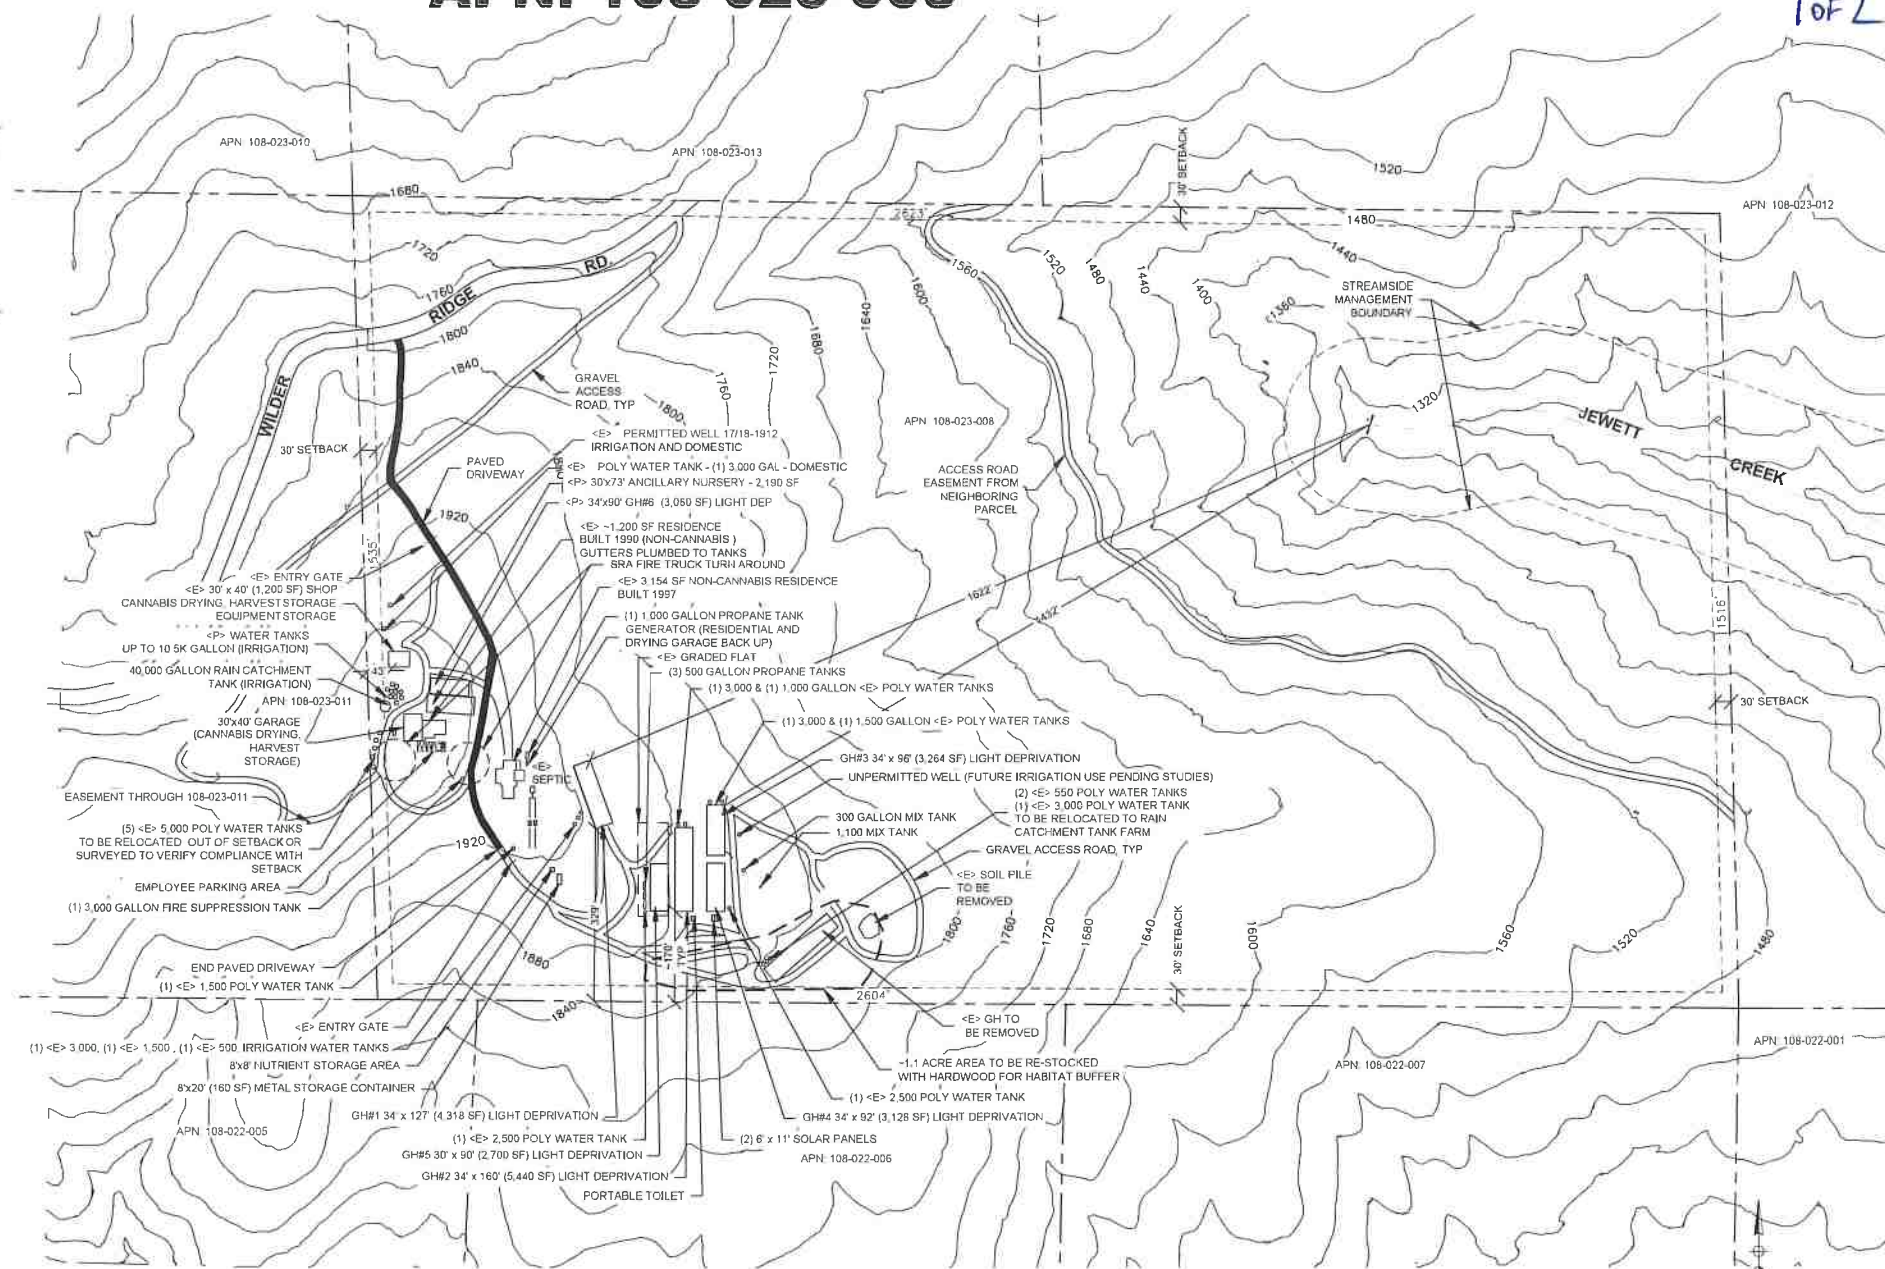 1 OF 2
APN 108-023-010
APN 108-023-013
APN 108-023-012
30' SETBACK
1520
1680
2623'
1480
1720
1440
1560
1520
1480
1440
1400
1360
STREAMSIDE
MANAGEMENT
BOUNDARY
RD.
1760
RIDGE
1800
1600
1640
1680
1840
WILDER
1720
1760
GRAVEL
ACCESS
ROAD, TYP
1800
1320
JEWETT
CREEK
APN 108-023-008
30' SETBACK
PAVED
DRIVEWAY
<E> PERMITTED WELL 17/18-1912
IRRIGATION AND DOMESTIC
<E> POLY WATER TANK - (1) 3,000 GAL - DOMESTIC
<P> 30'x73' ANCILLARY NURSERY - 2,190 SF
<P> 34'x90' GH#6 (3,060 SF) LIGHT DEP
ACCESS ROAD
EASEMENT FROM
NEIGHBORING
PARCEL
1920
<E> ~1,200 SF RESIDENCE
BUILT 1990 (NON-CANNABIS )
GUTTERS PLUMBED TO TANKS
SRA FIRE TRUCK TURN AROUND
<E> 3,154 SF NON-CANNABIS RESIDENCE
BUILT 1997
1635'
<E> ENTRY GATE
<E> 30' x 40' (1,200 SF) SHOP
CANNABIS DRYING, HARVEST STORAGE
EQUIPMENT STORAGE
<P> WATER TANKS
UP TO 10.5K GALLON (IRRIGATION)
40,000 GALLON RAIN CATCHMENT
TANK (IRRIGATION)
APN: 108-023-011
30'x40' GARAGE
(CANNABIS DRYING,
HARVEST
STORAGE)
43'
(1) 1,000 GALLON PROPANE TANK
GENERATOR (RESIDENTIAL AND
DRYING GARAGE BACK UP)
<E> GRADED FLAT
(3) 500 GALLON PROPANE TANKS
(1) 3,000 & (1) 1,000 GALLON <E> POLY WATER TANKS
(1) 3,000 & (1) 1,500 GALLON <E> POLY WATER TANKS
1622'
1432'
1516'
30' SETBACK
GH#3 34' x 96' (3,264 SF) LIGHT DEPRIVATION
UNPERMITTED WELL (FUTURE IRRIGATION USE PENDING STUDIES)
(2) <E> 550 POLY WATER TANKS
(1) <E> 3,000 POLY WATER TANK
TO BE RELOCATED TO RAIN
CATCHMENT TANK FARM
300 GALLON MIX TANK
1,100 MIX TANK
GRAVEL ACCESS ROAD, TYP
<E>
SEPTIC
EASEMENT THROUGH 108-023-011
(5) <E> 5,000 POLY WATER TANKS
TO BE RELOCATED OUT OF SETBACK OR
SURVEYED TO VERIFY COMPLIANCE WITH
SETBACK
1920
EMPLOYEE PARKING AREA
(1) 3,000 GALLON FIRE SUPPRESSION TANK
<E> SOIL PILE
TO BE
REMOVED
329'
~170'
TYP
1800
1760
1720
1680
1640
30' SETBACK
1600
1560
1520
1480
1880
END PAVED DRIVEWAY
(1) <E> 1,500 POLY WATER TANK
1840
2604'
<E> ENTRY GATE
<E> GH TO
BE REMOVED
(1) <E> 3,000, (1) <E> 1,500 , (1) <E> 500 IRRIGATION WATER TANKS
8'x8' NUTRIENT STORAGE AREA
8'x20' (160 SF) METAL STORAGE CONTAINER
~1.1 ACRE AREA TO BE RE-STOCKED
WITH HARDWOOD FOR HABITAT BUFFER
(1) <E> 2,500 POLY WATER TANK
APN: 108-022-001
APN: 108-022-007
GH#1 34' x 127' (4,318 SF) LIGHT DEPRIVATION
GH#4 34' x 92' (3,128 SF) LIGHT DEPRIVATION
APN: 108-022-005
(1) <E> 2,500 POLY WATER TANK
(2) 6' x 11' SOLAR PANELS
GH#5 30' x 90' (2,700 SF) LIGHT DEPRIVATION
APN: 108-022-006
GH#2 34' x 160' (5,440 SF) LIGHT DEPRIVATION
PORTABLE TOILET